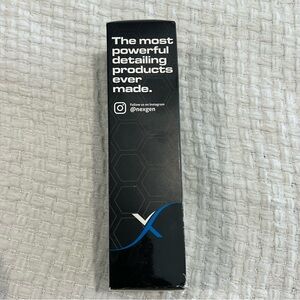 The most
powerful
detailing
products
ever
made.
Follow us on Instagram
@nexgen